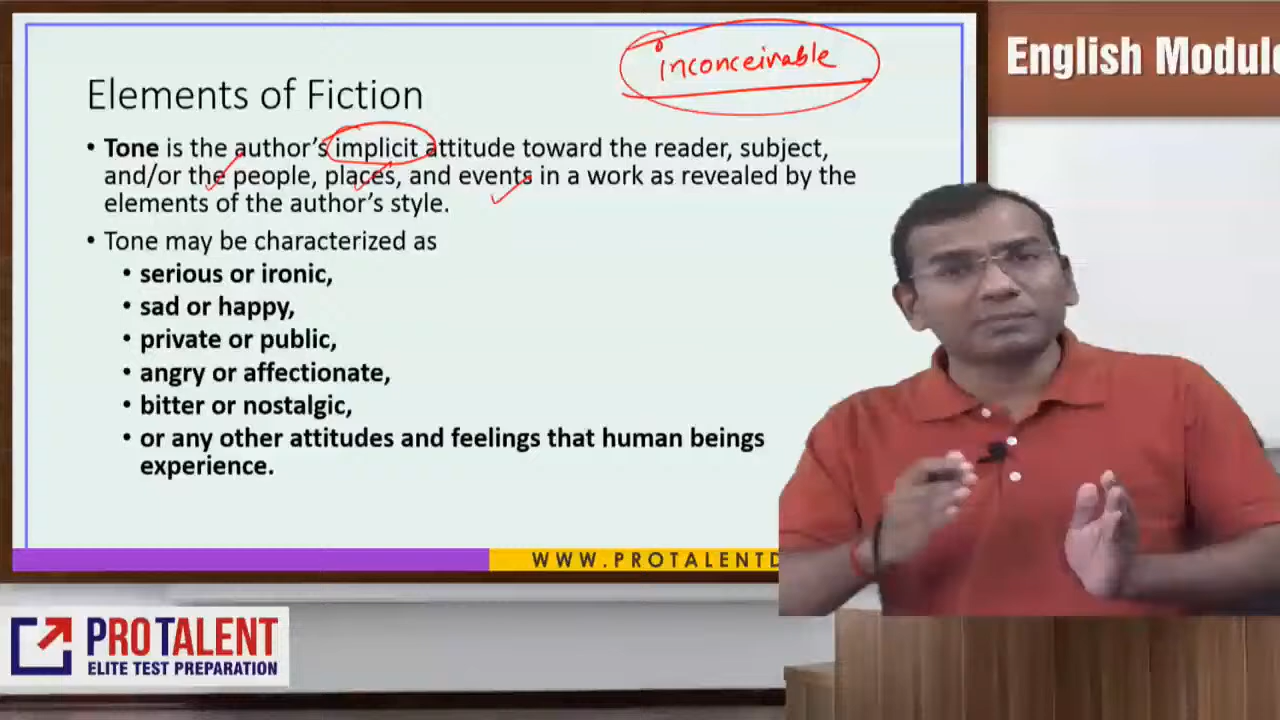 inconceivable
English Module
Elements of Fiction
• Tone is the author's implicit attitude toward the reader, subject,
and/or the people, places, and events in a work as revealed by the
elements of the author's style.
• Tone may be characterized as
• serious or ironic,
• sad or happy,
• private or public,
• angry or affectionate,
• bitter or nostalgic,
• or any other attitudes and feelings that human beings
experience.
WWW.PROTALENTD
PROTALENT
ELITE TEST PREPARATION